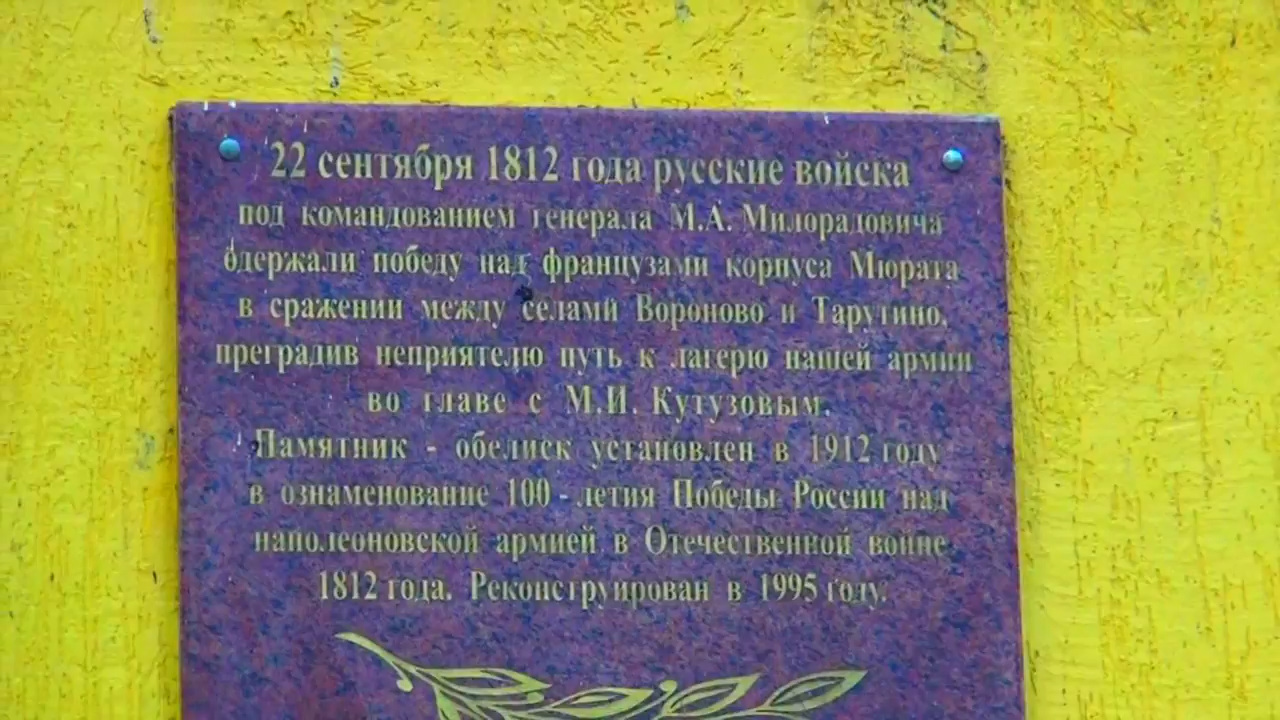 22 сентября 1812 года русские войска
под командованием генерала М.А. Милорадовича
одержали победу над французами корпуса Мюрата
в сражении между селами Вороново и Тарутино,
преградив неприятелю путь к лагерю нашей армии
во главе с М.И. Кутузовым.
Памятник - обелиск установлен в 1912 году
в ознаменование 100 - летия Победы России над
наполеоновской армией в Отечественной войне
1812 года. Реконструирован в 1995 году.